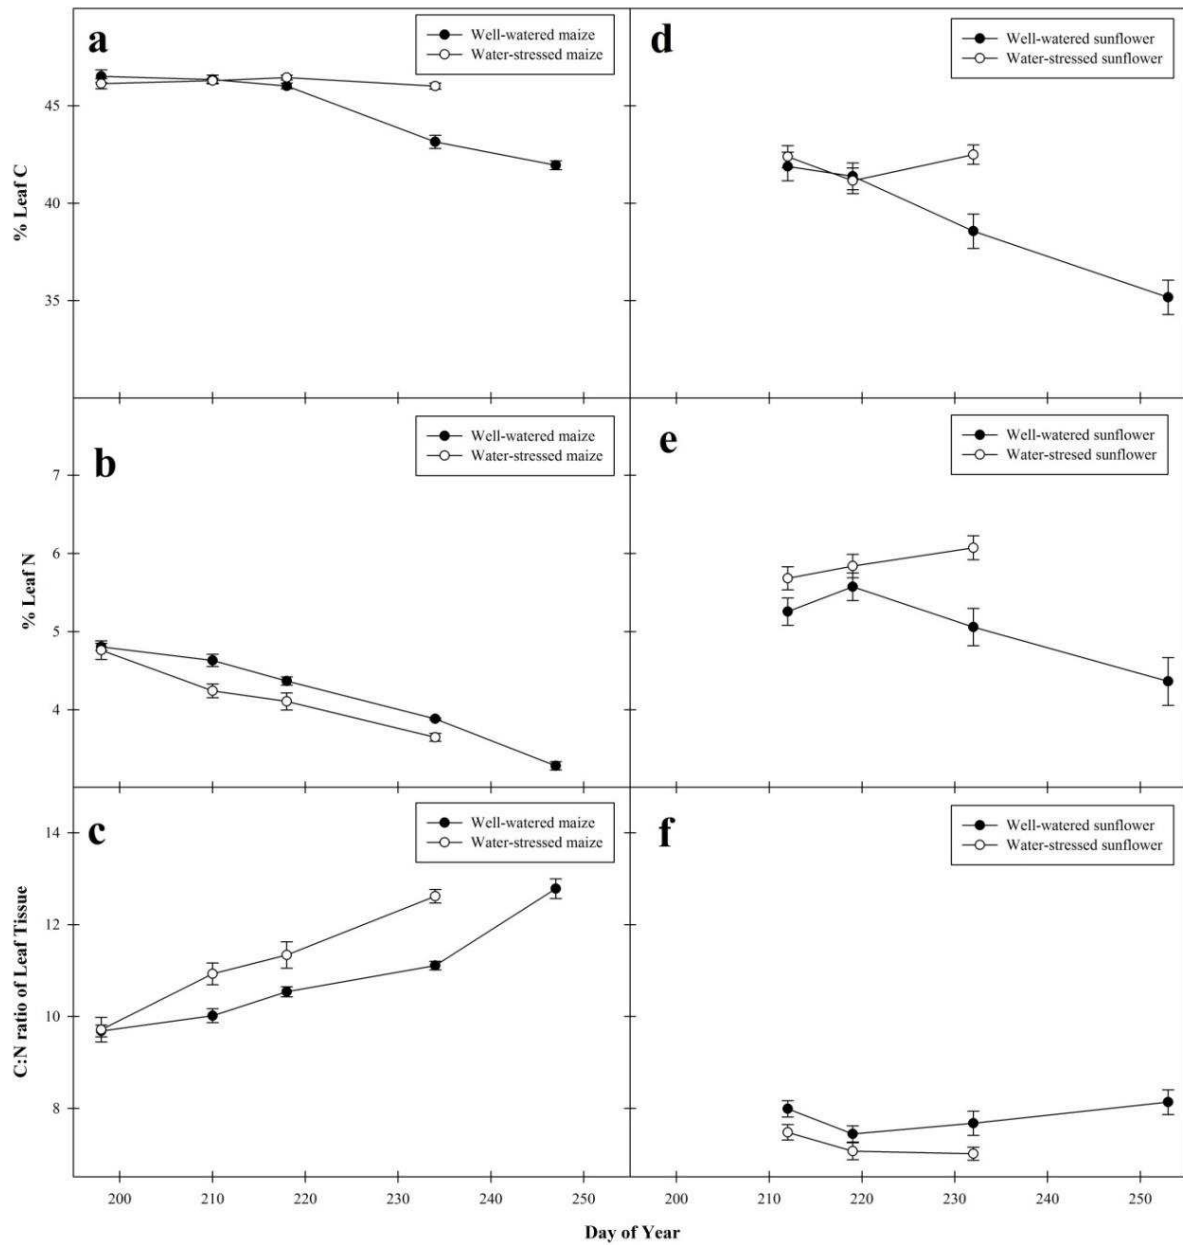 a
Well-watered maize
Water-stressed maize
45
40
35
% Leaf C
200
210
220
230
240
250
d
Well-watered sunflower
Water-stressed sunflower
200
210
220
230
240
250
b
Well-watered maize
Water-stressed maize
7
6
5
4
% Leaf N
e
Well-watered sunflower
Water-stresed sunflower
c
Well-watered maize
Water-stressed maize
14
12
10
8
C:N ratio of Leaf Tissue
f
Well-watered sunflower
Water-stressed sunflower
Day of Year